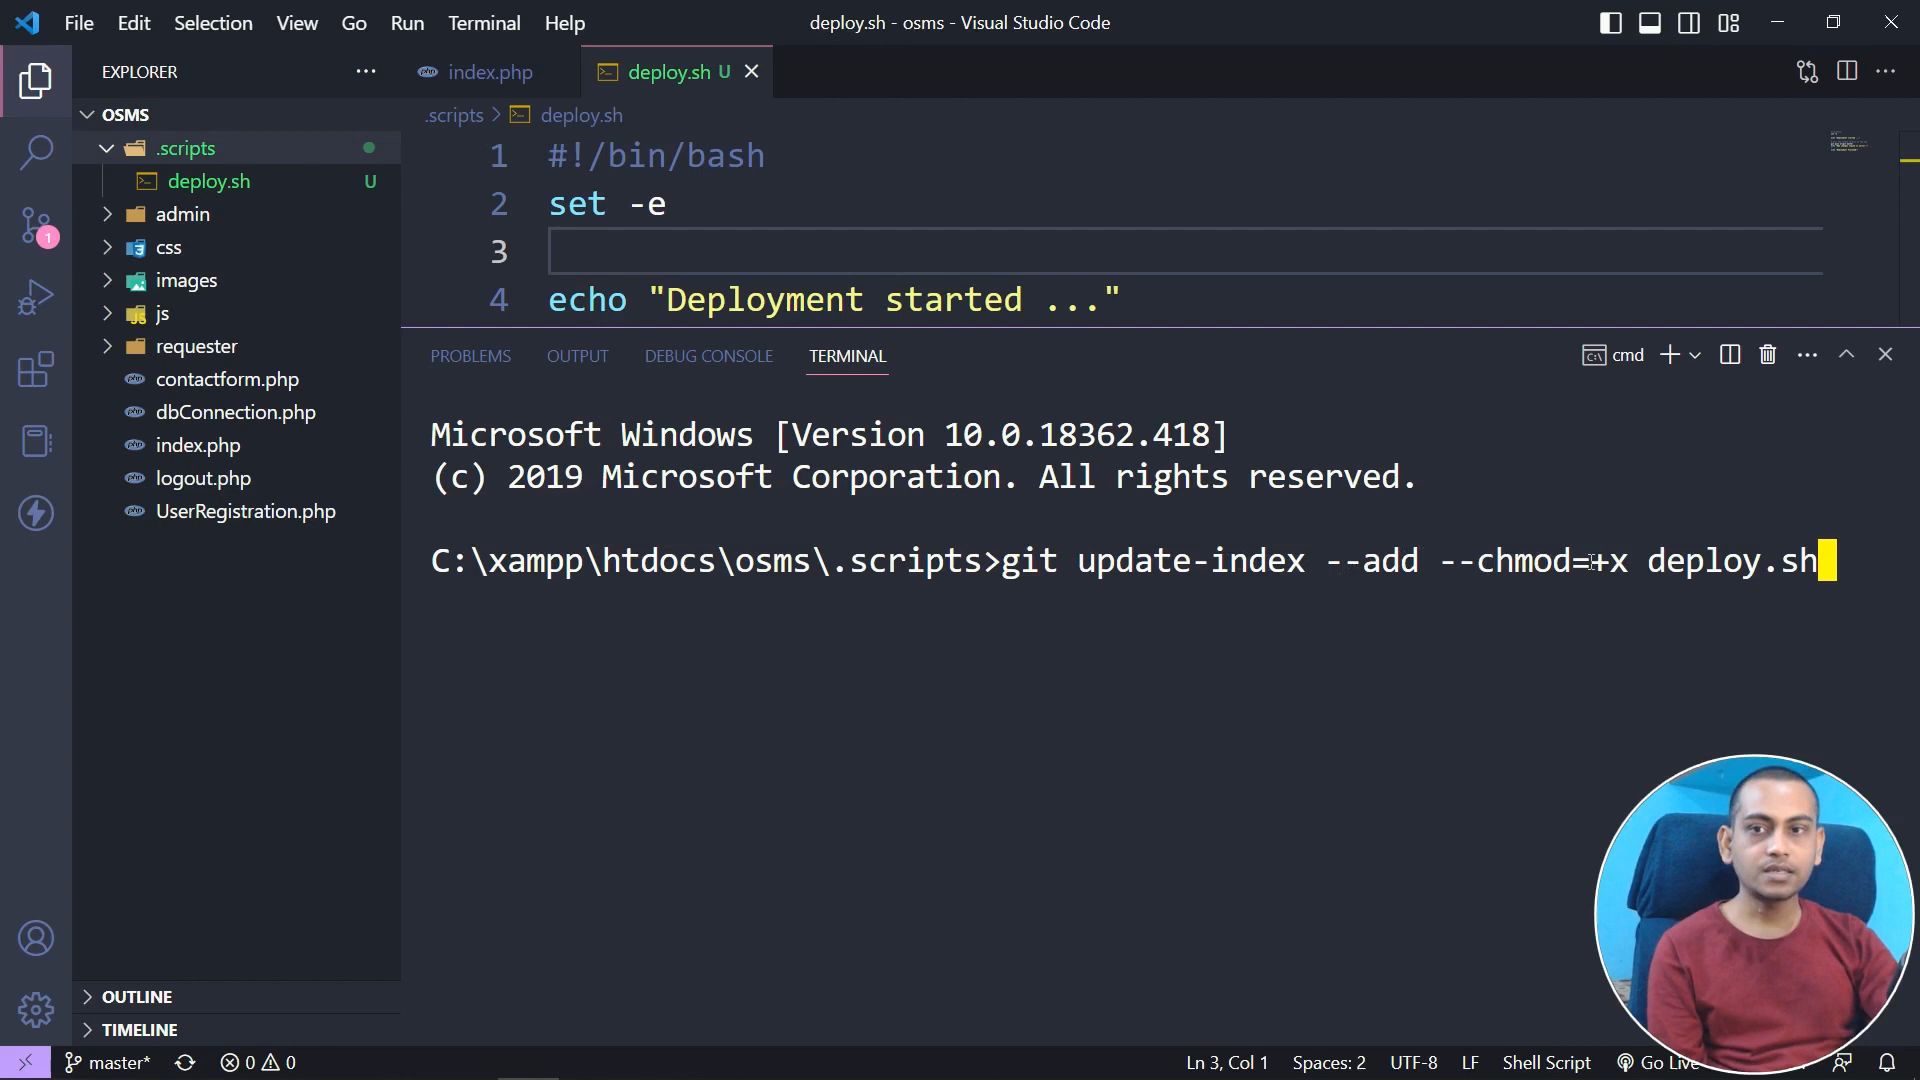 File Edit Selection View Go Run Terminal Help
deploy.sh - osms - Visual Studio Code
EXPLORER
index.php
deploy.sh U
OSMS
.scripts
deploy.sh U
admin
css
images
js
requester
contactform.php
dbConnection.php
index.php
logout.php
UserRegistration.php
OUTLINE
TIMELINE
1
.scripts > deploy.sh
1 #!/bin/bash
2 set -e
3
4 echo "Deployment started ..."
PROBLEMS OUTPUT DEBUG CONSOLE TERMINAL
cmd
Microsoft Windows [Version 10.0.18362.418]
(c) 2019 Microsoft Corporation. All rights reserved.
C:\xampp\htdocs\osms\.scripts>git update-index --add --chmod=+x deploy.sh
master* 0 0 Ln 3, Col 1 Spaces: 2 UTF-8 LF Shell Script Go Live